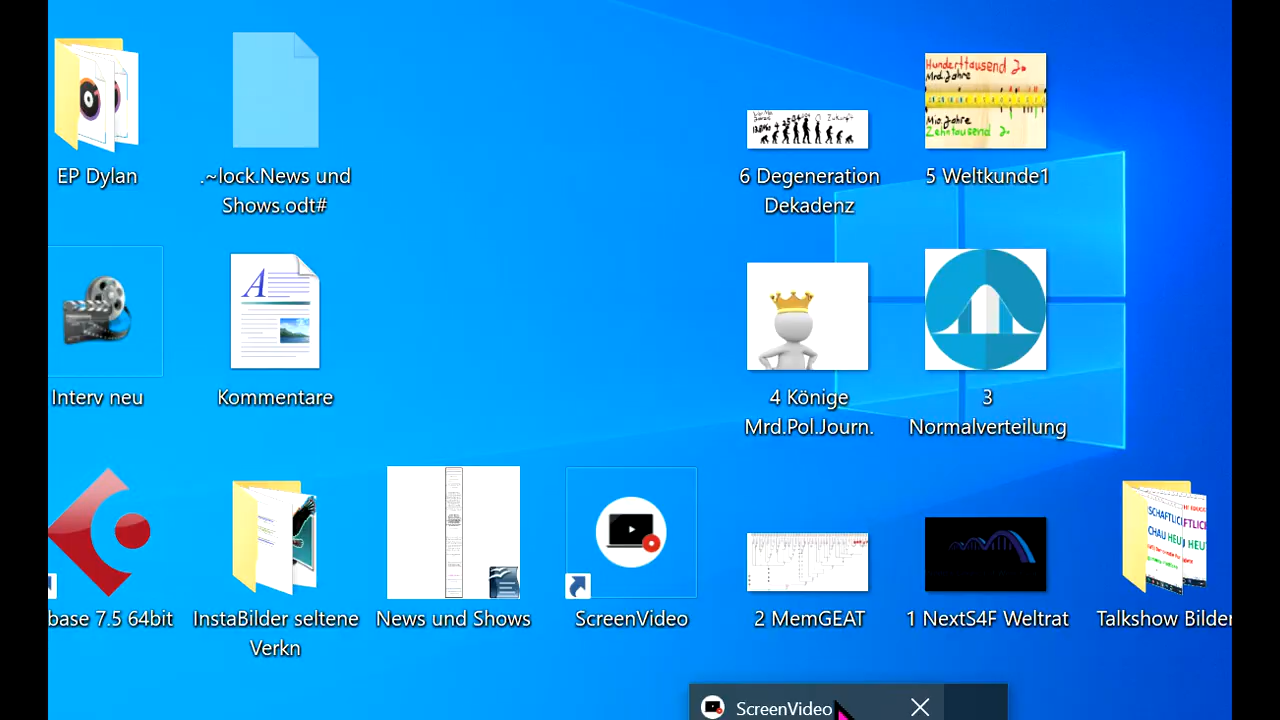 EP Dylan
.~lock.News und
Shows.odt#
6 Degeneration
Dekadenz
Hunderttausend J.
Mrd. Jahre
Mio. Jahre
Zehntausend J.
5 Weltkunde1
Interv neu
Kommentare
4 Könige
Mrd.Pol.Journ.
3
Normalverteilung
base 7.5 64bit
InstaBilder seltene
Verkn
News und Shows
ScreenVideo
2 MemGEAT
1 NextS4F Weltrat
Talkshow Bilder
ScreenVideo